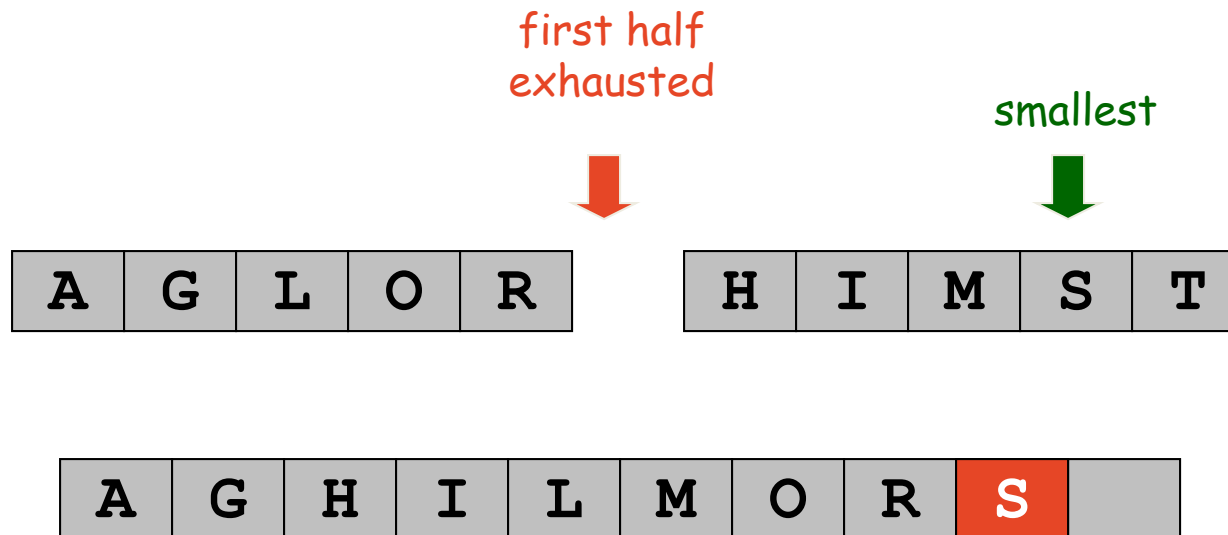 first half
exhausted
smallest
A G L O R H I M S T
A G H I L M O R S